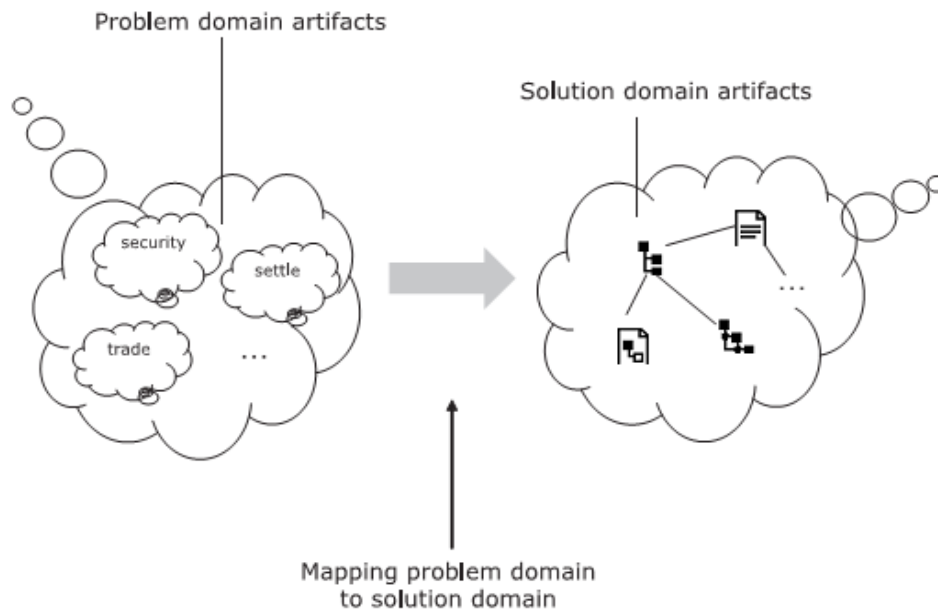 Problem domain artifacts
Solution domain artifacts
security
settle
trade
...
...
Mapping problem domain
to solution domain